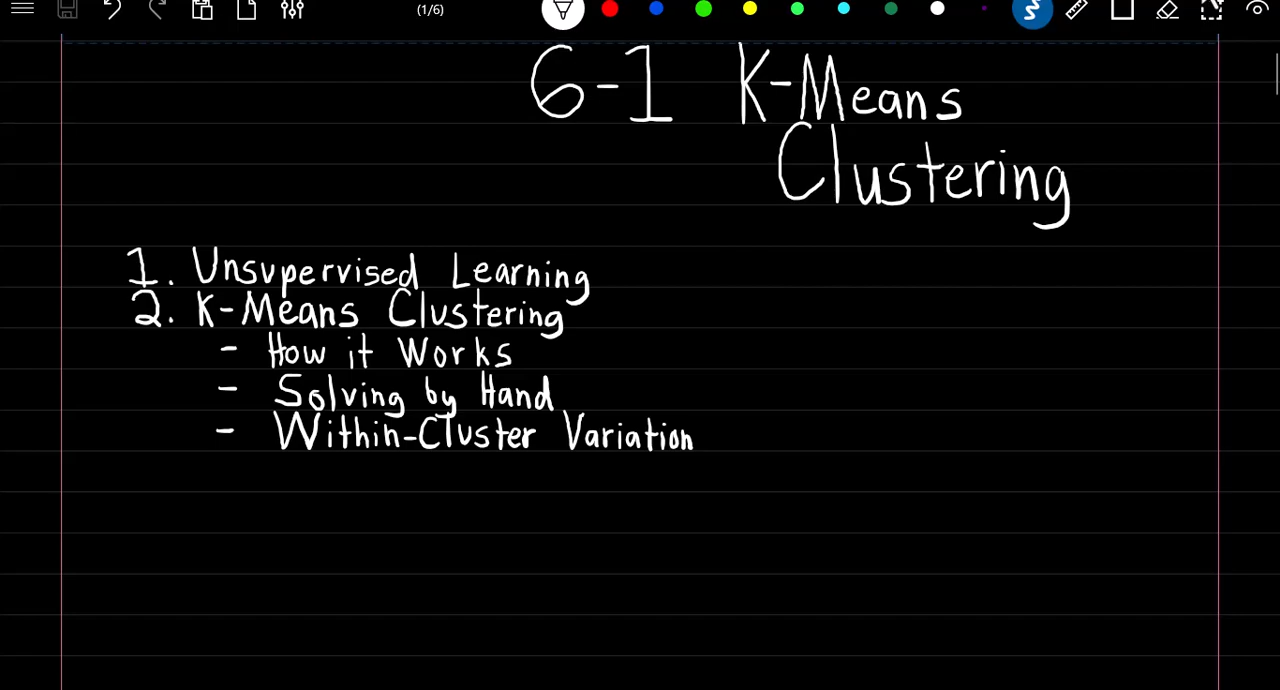 (1/6)
6-1 K-Means
Clustering
1. Unsupervised Learning
2. K-Means Clustering
- How it Works
- Solving by Hand
- Within-Cluster Variation